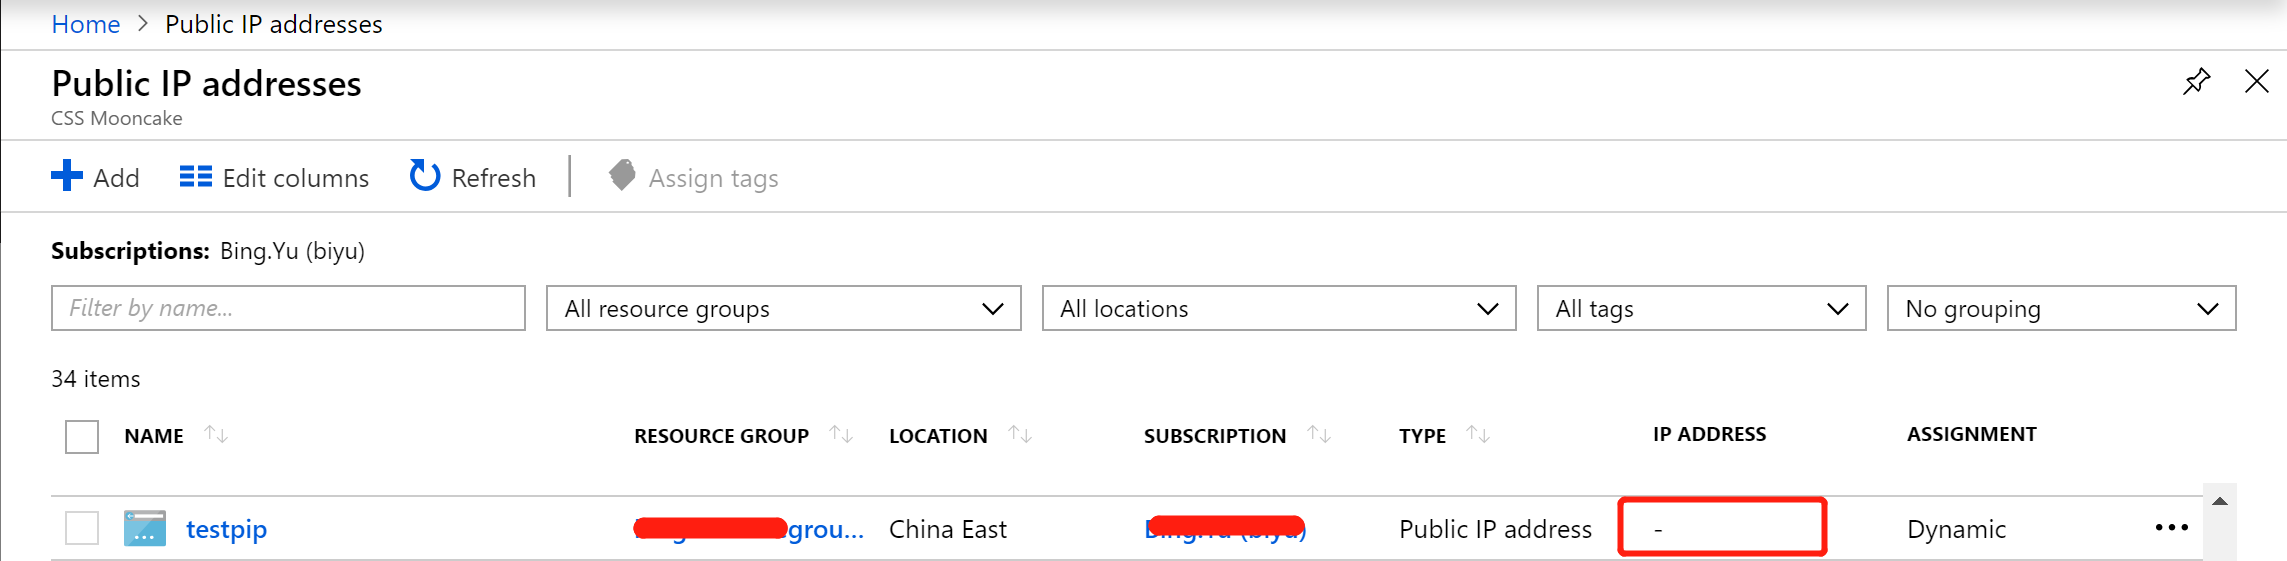 Home > Public IP addresses
Public IP addresses
CSS Mooncake
Add Edit columns Refresh Assign tags
Subscriptions: Bing.Yu (biyu)
Filter by name... All resource groups All locations All tags No grouping
34 items
NAME RESOURCE GROUP LOCATION SUBSCRIPTION TYPE IP ADDRESS ASSIGNMENT
testpip grou... China East Public IP address - Dynamic